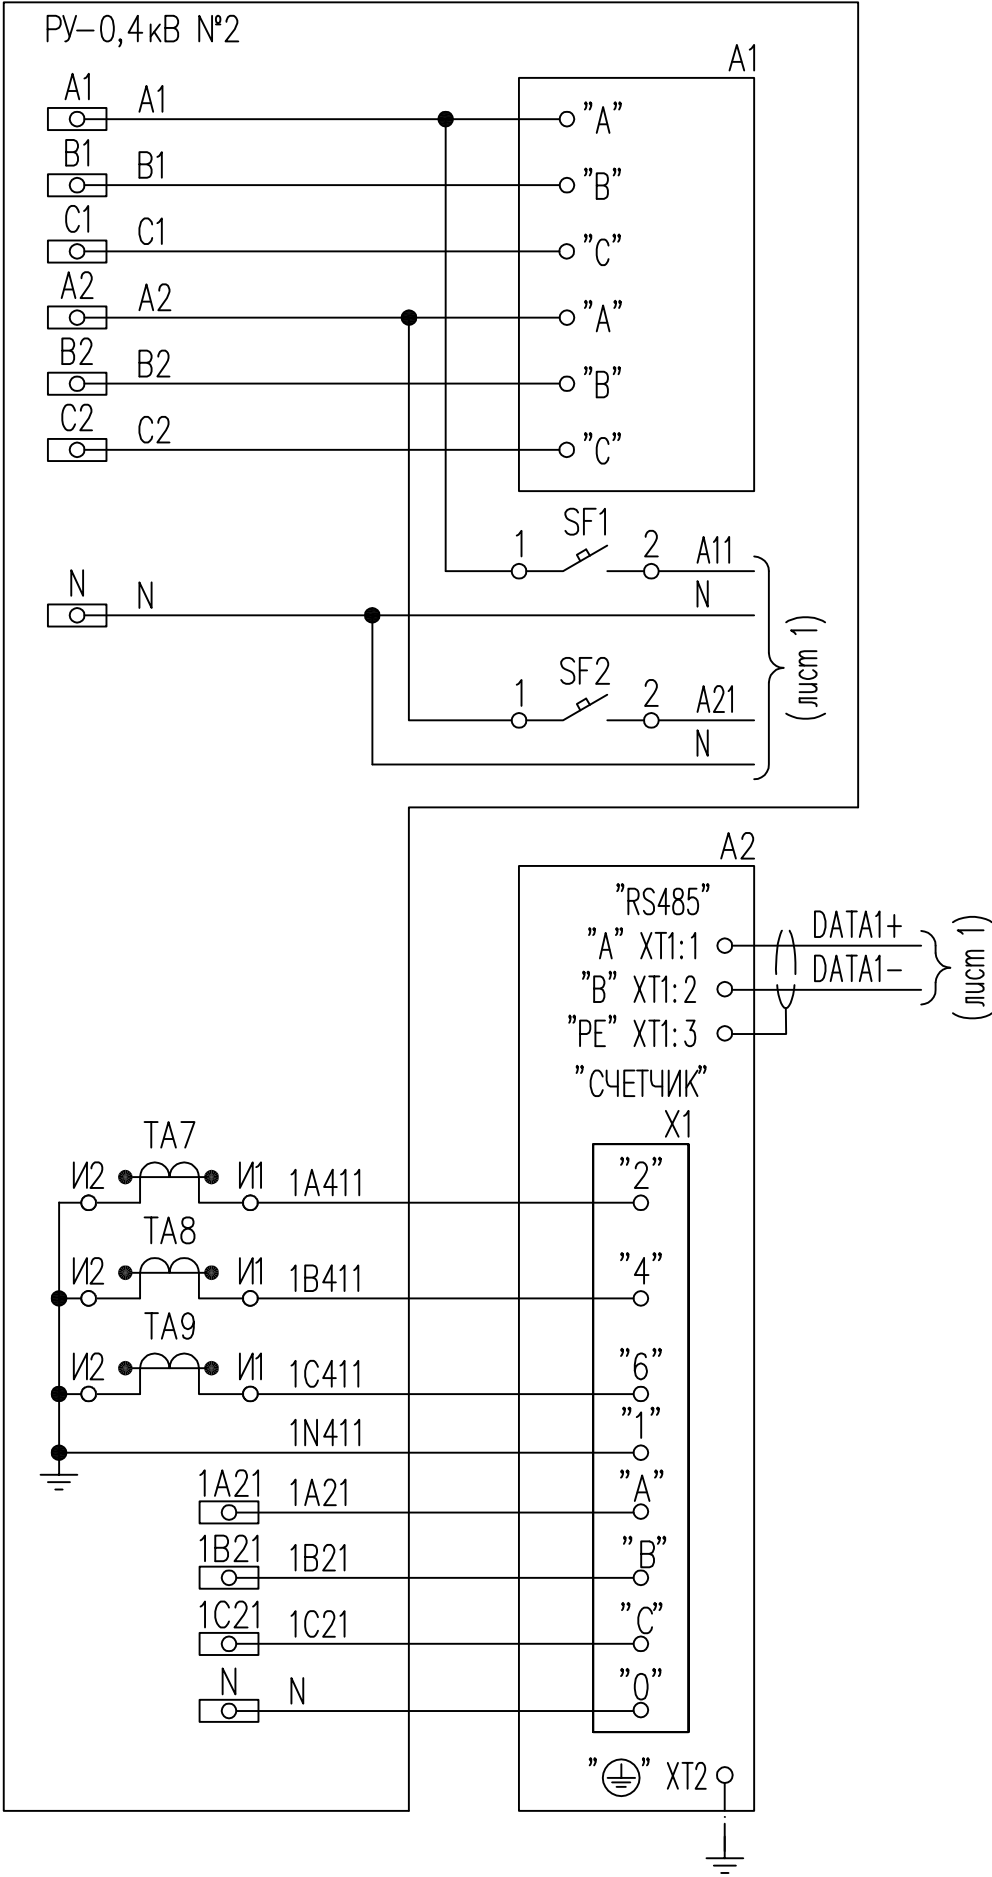 РУ-0,4кВ №2
A1
A1 A1 "A"
B1 B1 "B"
C1 C1 "C"
A2 A2 "A"
B2 B2 "B"
C2 C2 "C"
SF1
1 2 A11
N N N
(лист 1)
SF2
1 2 A21
N
A2
"RS485"
"A" XT1:1 DATA1+
"B" XT1:2 DATA1-
(лист 1)
"PE" XT1:3
"СЧЕТЧИК"
X1
TA7
И2 И1 1A411 "2"
TA8
И2 И1 1B411 "4"
TA9
И2 И1 1C411 "6"
1N411 "1"
1A21 1A21 "A"
1B21 1B21 "B"
1C21 1C21 "C"
N N "0"
" " XT2